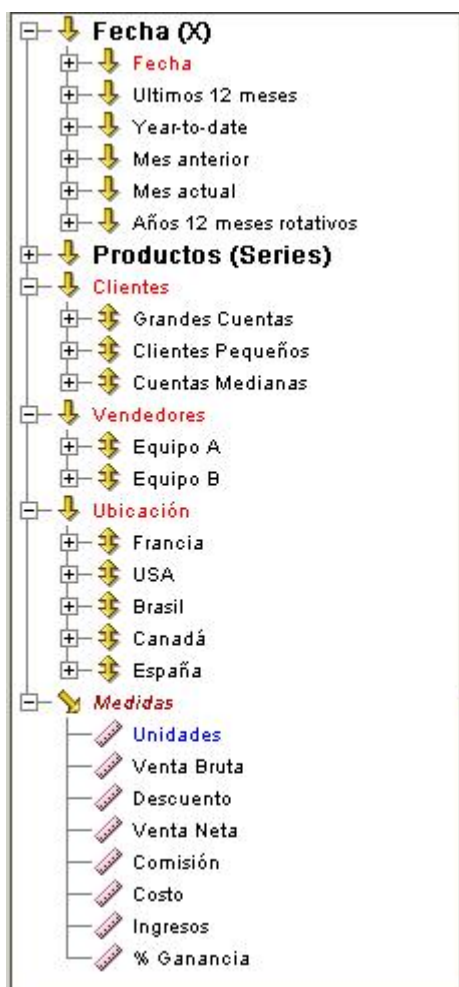 Fecha (X)
Fecha
Ultimos 12 meses
Year-to-date
Mes anterior
Mes actual
Años 12 meses rotativos
Productos (Series)
Clientes
Grandes Cuentas
Clientes Pequeños
Cuentas Medianas
Vendedores
Equipo A
Equipo B
Ubicación
Francia
USA
Brasil
Canadá
España
Medidas
Unidades
Venta Bruta
Descuento
Venta Neta
Comisión
Costo
Ingresos
% Ganancia